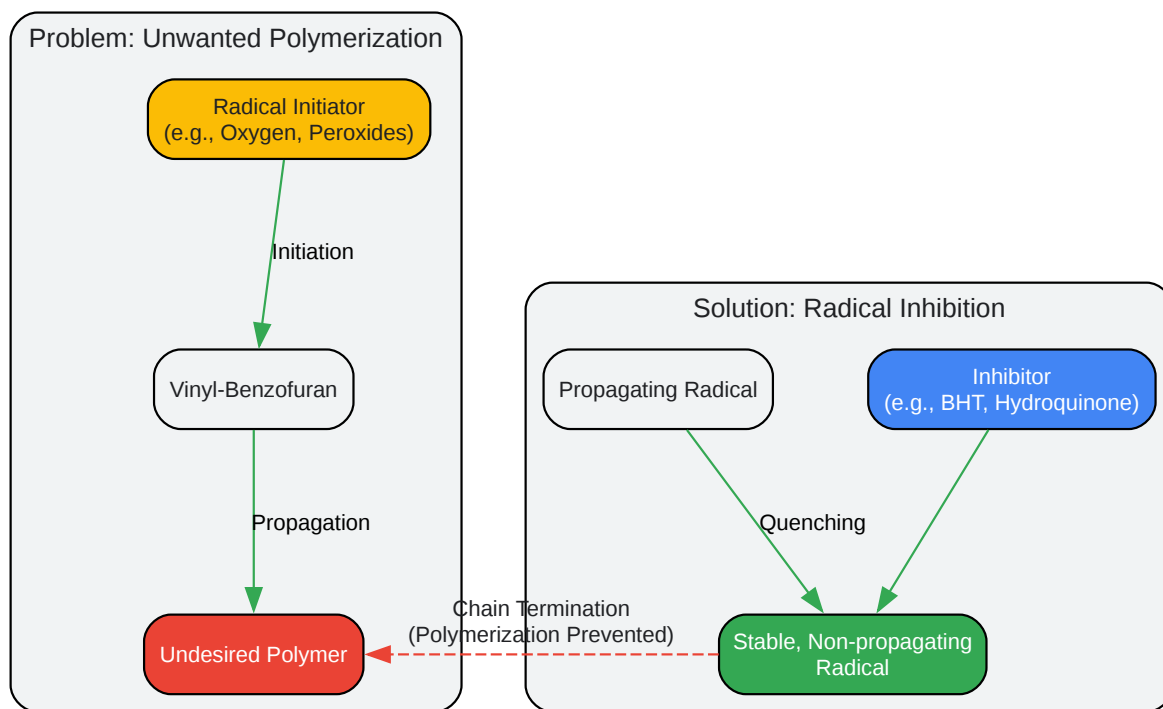 Problem: Unwanted Polymerization
Radical Initiator
(e.g., Oxygen, Peroxides)
Initiation
Vinyl-Benzofuran
Propagation
Undesired Polymer
Solution: Radical Inhibition
Propagating Radical
Inhibitor
(e.g., BHT, Hydroquinone)
Quenching
Stable, Non-propagating
Radical
Chain Termination
(Polymerization Prevented)